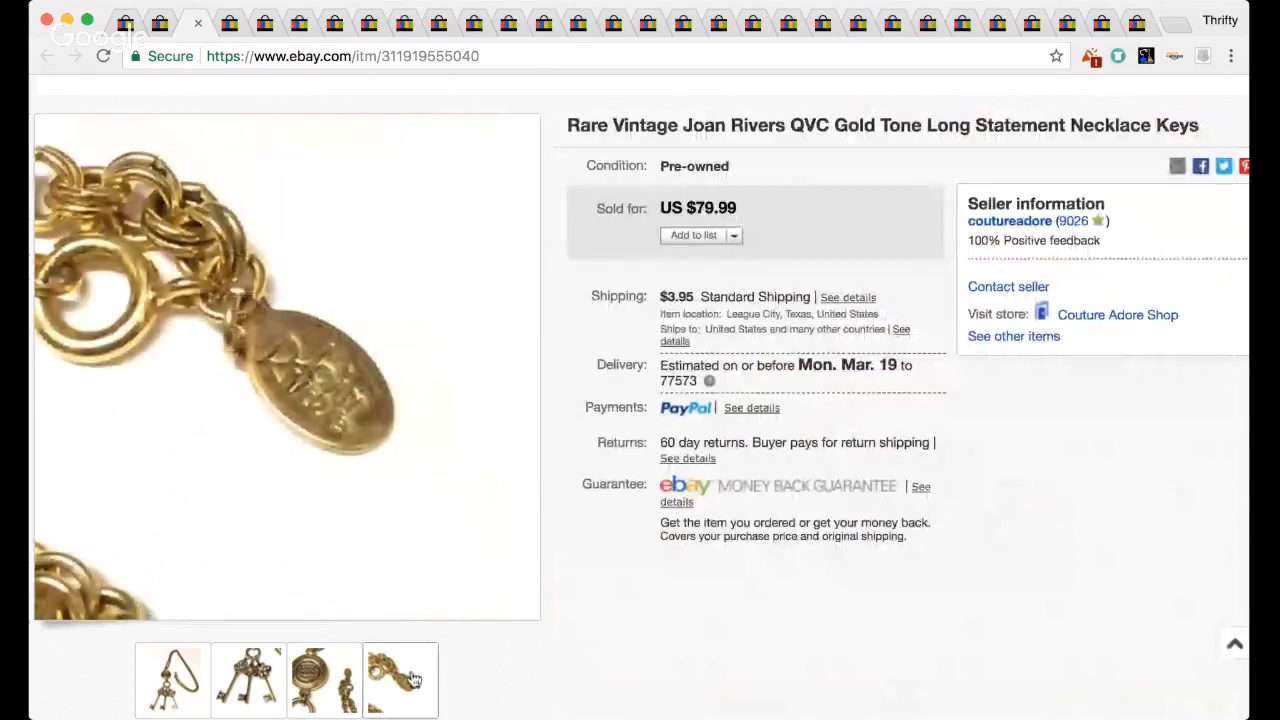 Thrifty
Google
Secure https://www.ebay.com/itm/311919555040
Rare Vintage Joan Rivers QVC Gold Tone Long Statement Necklace Keys
Condition: Pre-owned
Sold for: US $79.99
Add to list
Seller information
coutureadore (9026 )
100% Positive feedback
Contact seller
Visit store: Couture Adore Shop
See other items
Shipping: $3.95 Standard Shipping | See details
Item location: League City, Texas, United States
Ships to: United States and many other countries | See
details
Delivery: Estimated on or before Mon. Mar. 19 to
77573
Payments: PayPal | See details
Returns: 60 day returns. Buyer pays for return shipping |
See details
Guarantee: ebay MONEY BACK GUARANTEE | See
details
Get the item you ordered or get your money back.
Covers your purchase price and original shipping.